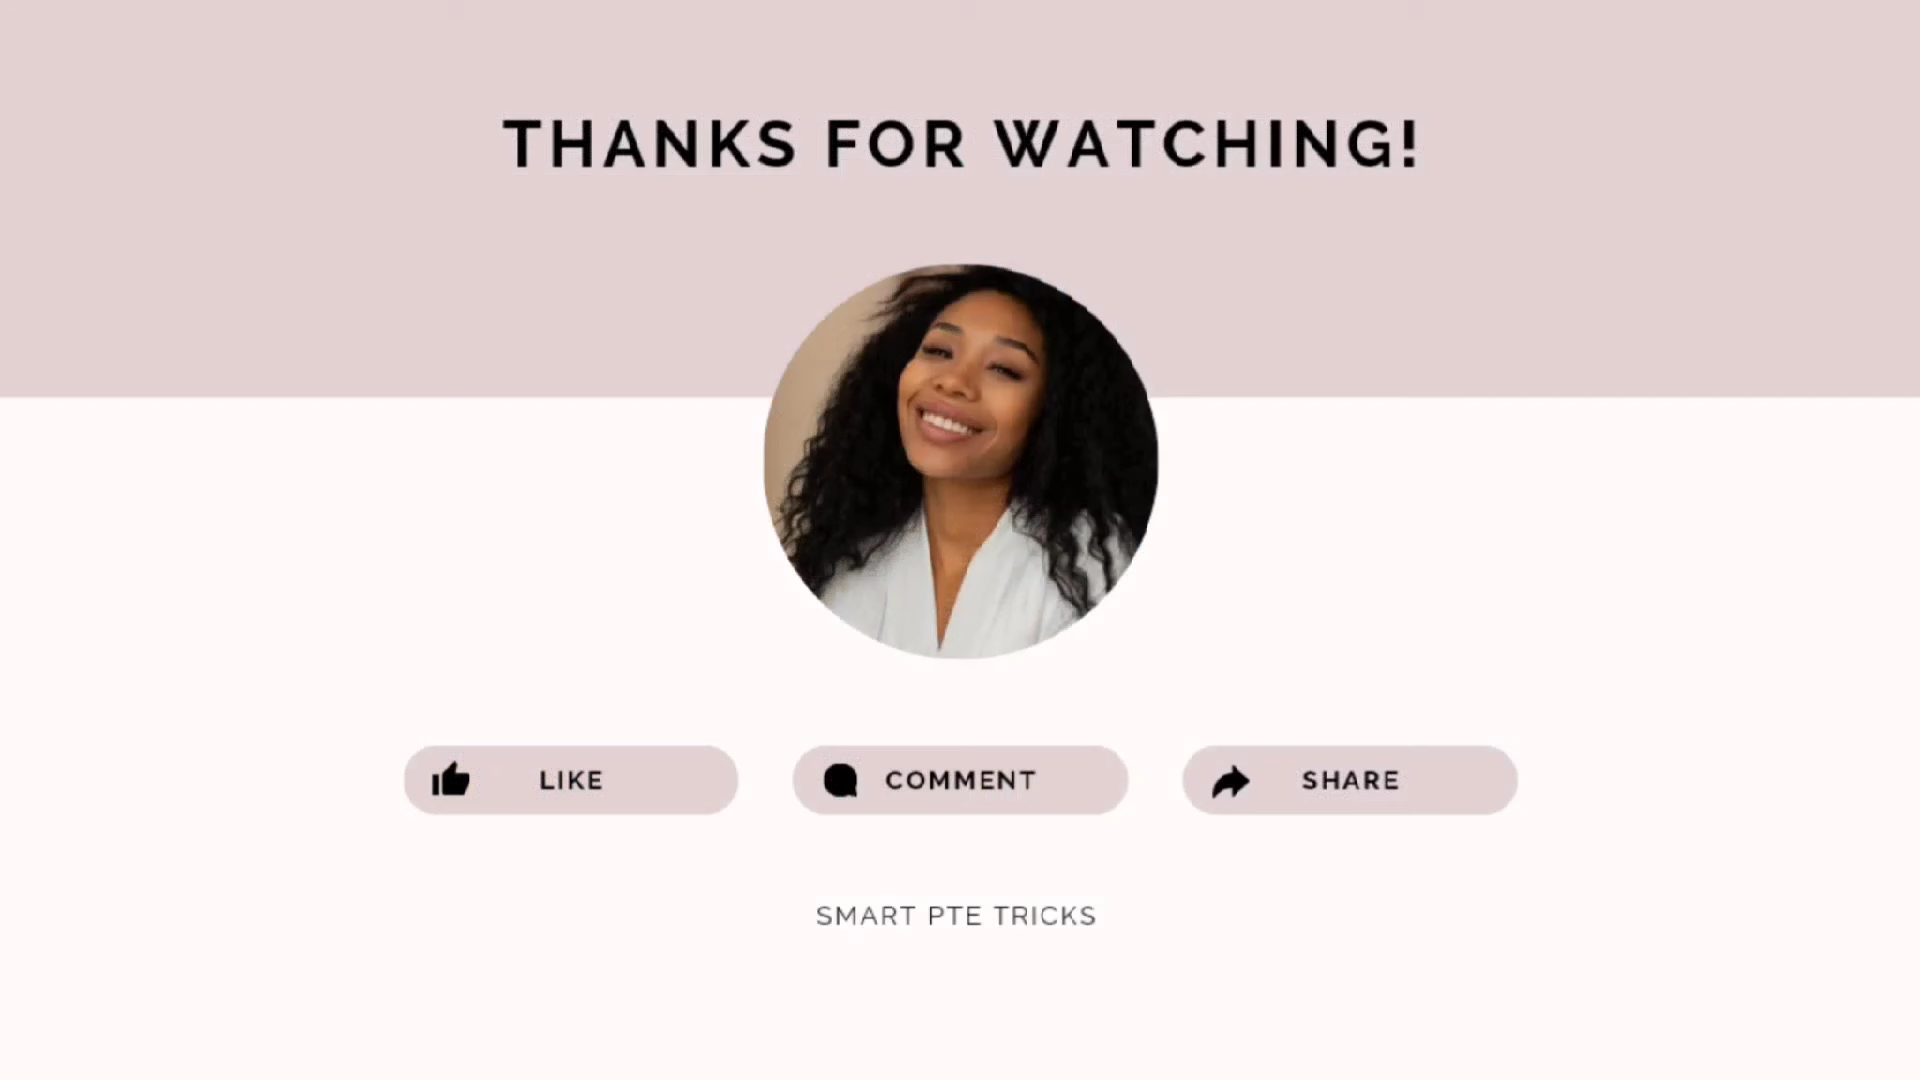 THANKS FOR WATCHING!
LIKE
COMMENT
SHARE
SMART PTE TRICKS